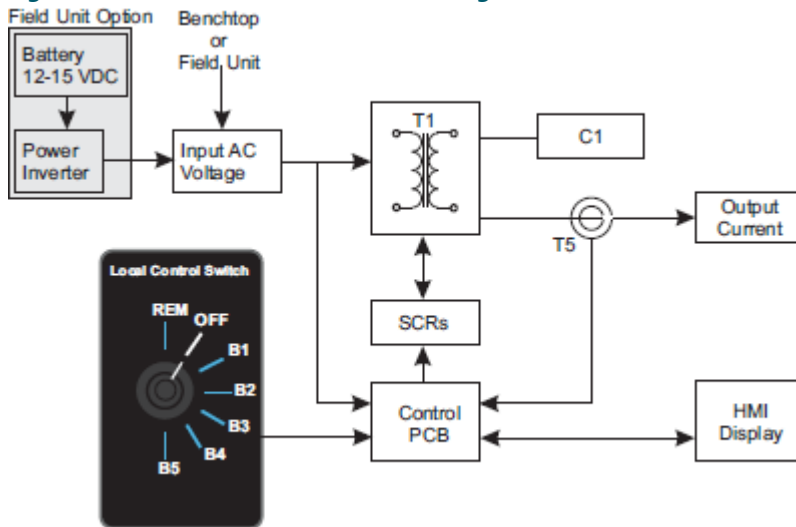 Field Unit Option
Battery
12-15 VDC
Power
Inverter
Benchtop
or
Field Unit
Input AC
Voltage
T1
C1
T5
Output
Current
SCRs
Control
PCB
HMI
Display
Local Control Switch
REM
OFF
B1
B2
B3
B4
B5